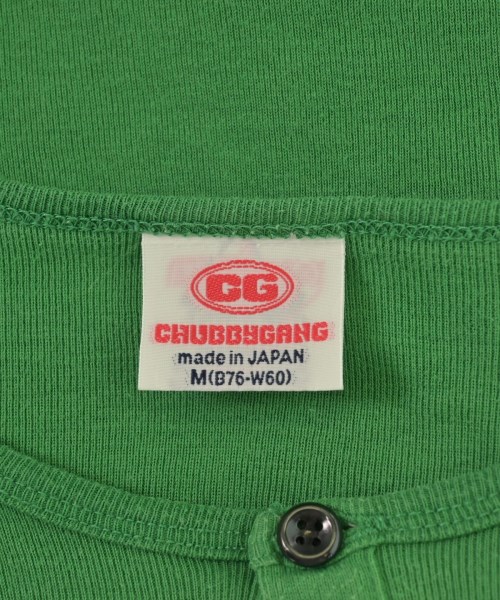 CG
CHUBBYGANG
made in JAPAN
M(B76-W60)